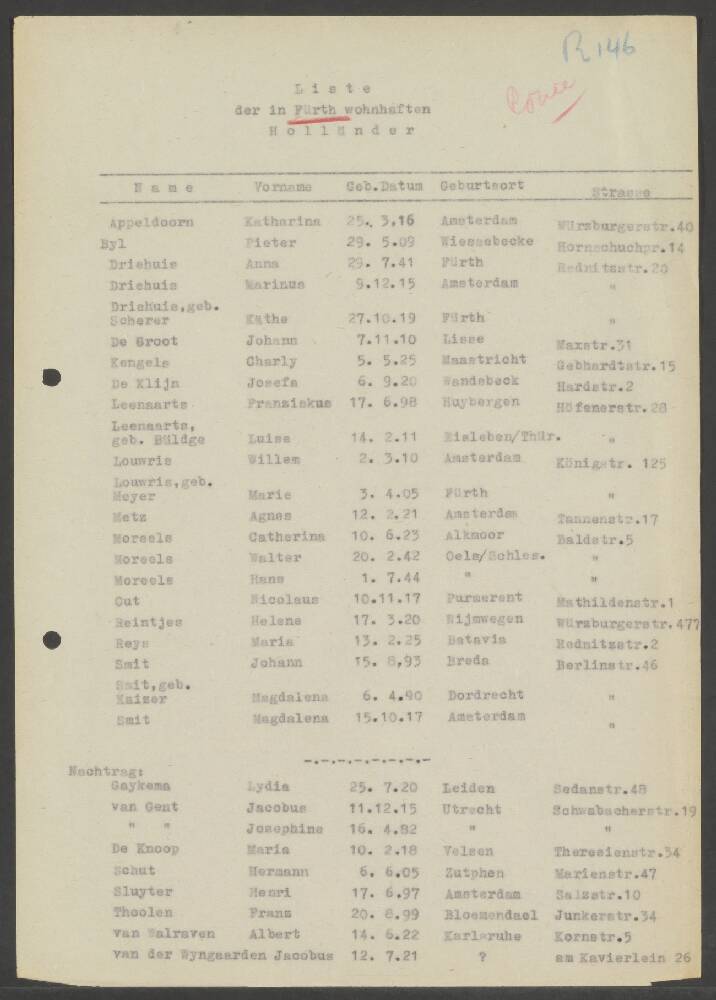 R 146
Copie
Liste
der in Fürth wohnhaften
Holländer
Name Vorname Geb.Datum Geburtsort Strasse
Appeldoorn Katharina 25. 3.16 Amsterdam Würzburgerstr.40
Byl Pieter 29. 5.09 Wiessebecke Hornschuchpr.14
Driehuis Anna 29. 7.41 Fürth Rednitzstr.20
Driehuis Marinus 9.12.15 Amsterdam "
Driehuis,geb.
Scherer Käthe 27.10.19 Fürth "
De Groot Johann 7.11.10 Lisse Maxstr.31
Kengels Charly 5. 5.25 Maastricht Gebhardtstr.15
De Klijn Josefa 6. 9.20 Wandsbeck Hardstr.2
Leenaarts Franziskus 17. 6.98 Huybergen Höfenerstr.28
Leenaarts,
geb. Büldge Luise 14. 2.11 Eisleben/Thür. "
Louwris Willem 2. 3.10 Amsterdam Königstr. 125
Louwris,geb.
Meyer Marie 3. 4.05 Fürth "
Metz Agnes 12. 2.21 Amsterdam Tannenstr.17
Moreels Catherina 10. 6.23 Alkmoor Baldstr.5
Moreels Walter 20. 2.42 Oels/Schles. "
Moreels Hans 1. 7.44 " "
Out Nicolaus 10.11.17 Purmerent Mathildenstr.1
Reintjes Helene 17. 3.20 Nijmwegen Würzburgerstr.477
Reys Maria 13. 2.25 Batavia Rednitzstr.2
Smit Johann 15. 8,93 Breda Berlinstr.46
Smit,geb.
Kaizer Magdalena 6. 4.90 Dordrecht "
Smit Magdalena 15.10.17 Amsterdam "
-.-.-.-.-.-.-.-
Nachtrag:
Gaykema Lydia 25. 7.20 Leiden Sedanstr.48
van Gent Jacobus 11.12.15 Utrecht Schwabacherstr.19
" " Josephine 16. 4.82 " "
De Knoop Maria 10. 2.18 Velsen Theresienstr.34
Schut Hermann 6. 6.05 Zutphen Marienstr.47
Sluyter Henri 17. 6.97 Amsterdam Salzstr.10
Thoolen Frans 20. 8.99 Bloemendael Junkerstr.34
van Walraven Albert 14. 6.22 Karlsruhe Kornstr.5
van der Wyngaarden Jacobus 12. 7.21 ? am Kavierlein 26